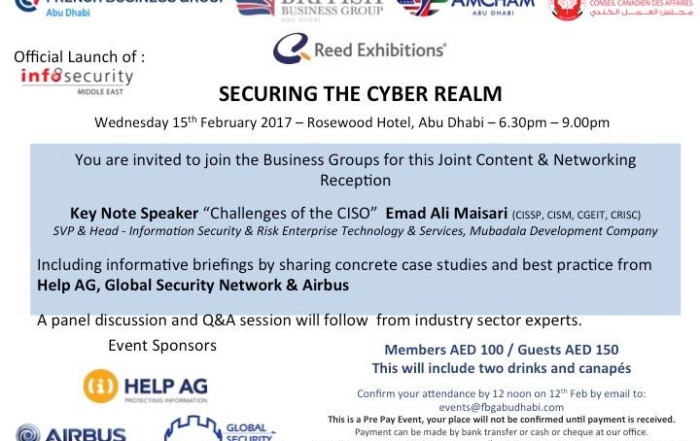 FRENCH BUSINESS GROUP
Abu Dhabi
BRITISH
BUSINESS GROUP
AMCHAM
ABU DHABI
CONSEIL CANADIEN DES AFFAIRES
Official Launch of :
infosecurity
MIDDLE EAST
Reed Exhibitions®
SECURING THE CYBER REALM
Wednesday 15th February 2017 – Rosewood Hotel, Abu Dhabi – 6.30pm – 9.00pm
You are invited to join the Business Groups for this Joint Content & Networking
Reception
Key Note Speaker “Challenges of the CISO” Emad Ali Maisari (CISSP, CISM, CGEIT, CRISC)
SVP & Head - Information Security & Risk Enterprise Technology & Services, Mubadala Development Company
Including informative briefings by sharing concrete case studies and best practice from
Help AG, Global Security Network & Airbus
A panel discussion and Q&A session will follow from industry sector experts.
Event Sponsors
HELP AG
PROTECTING INFORMATION
AIRBUS
GLOBAL
SECURITY
Members AED 100 / Guests AED 150
This will include two drinks and canapés
Confirm your attendance by 12 noon on 12th Feb by email to:
events@fbgabudhabi.com
This is a Pre Pay Event, your place will not be confirmed until payment is received.
Payment can be made by bank transfer or cash or cheque at our office.